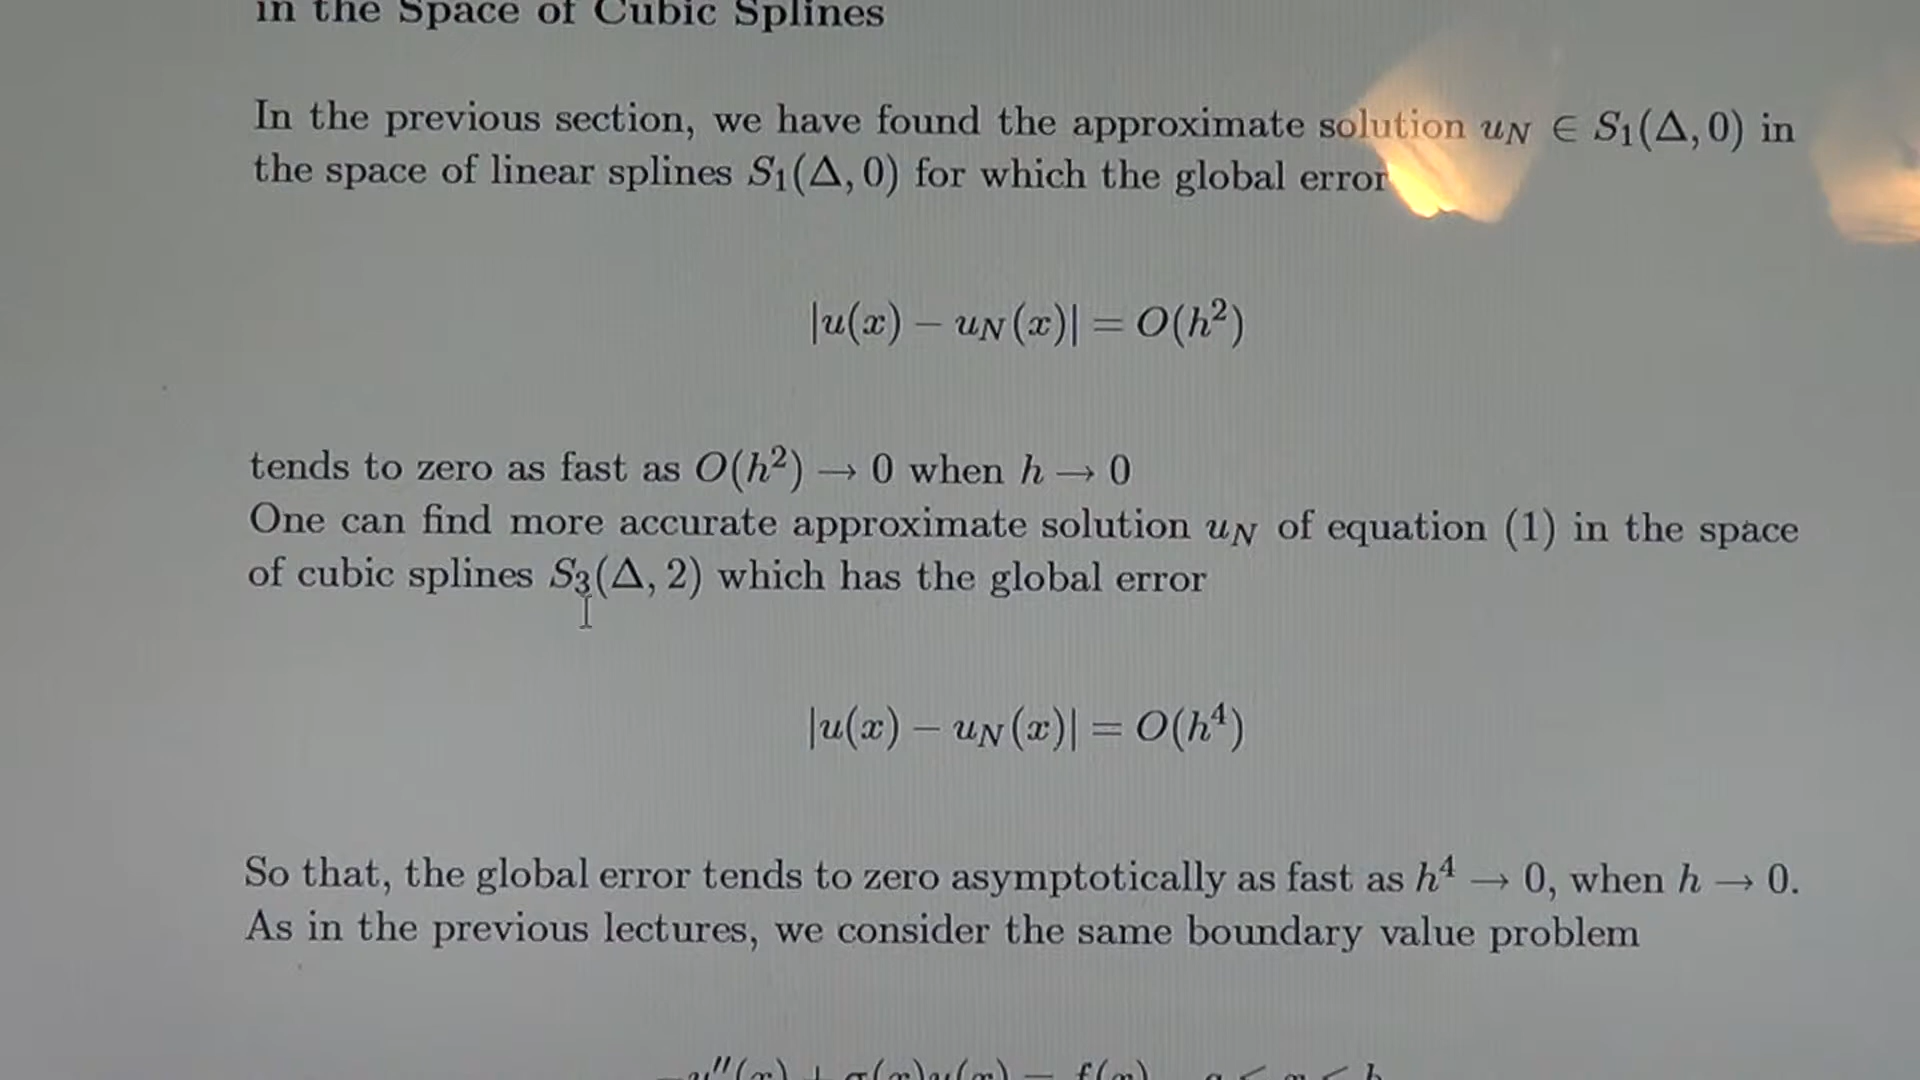 in the Space of Cubic Splines
In the previous section, we have found the approximate solution u_N ∈ S_1(Δ, 0) in
the space of linear splines S_1(Δ, 0) for which the global error
|u(x) − u_N(x)| = O(h^2)
tends to zero as fast as O(h^2) → 0 when h → 0
One can find more accurate approximate solution u_N of equation (1) in the space
of cubic splines S_3(Δ, 2) which has the global error
|u(x) − u_N(x)| = O(h^4)
So that, the global error tends to zero asymptotically as fast as h^4 → 0, when h → 0.
As in the previous lectures, we consider the same boundary value problem